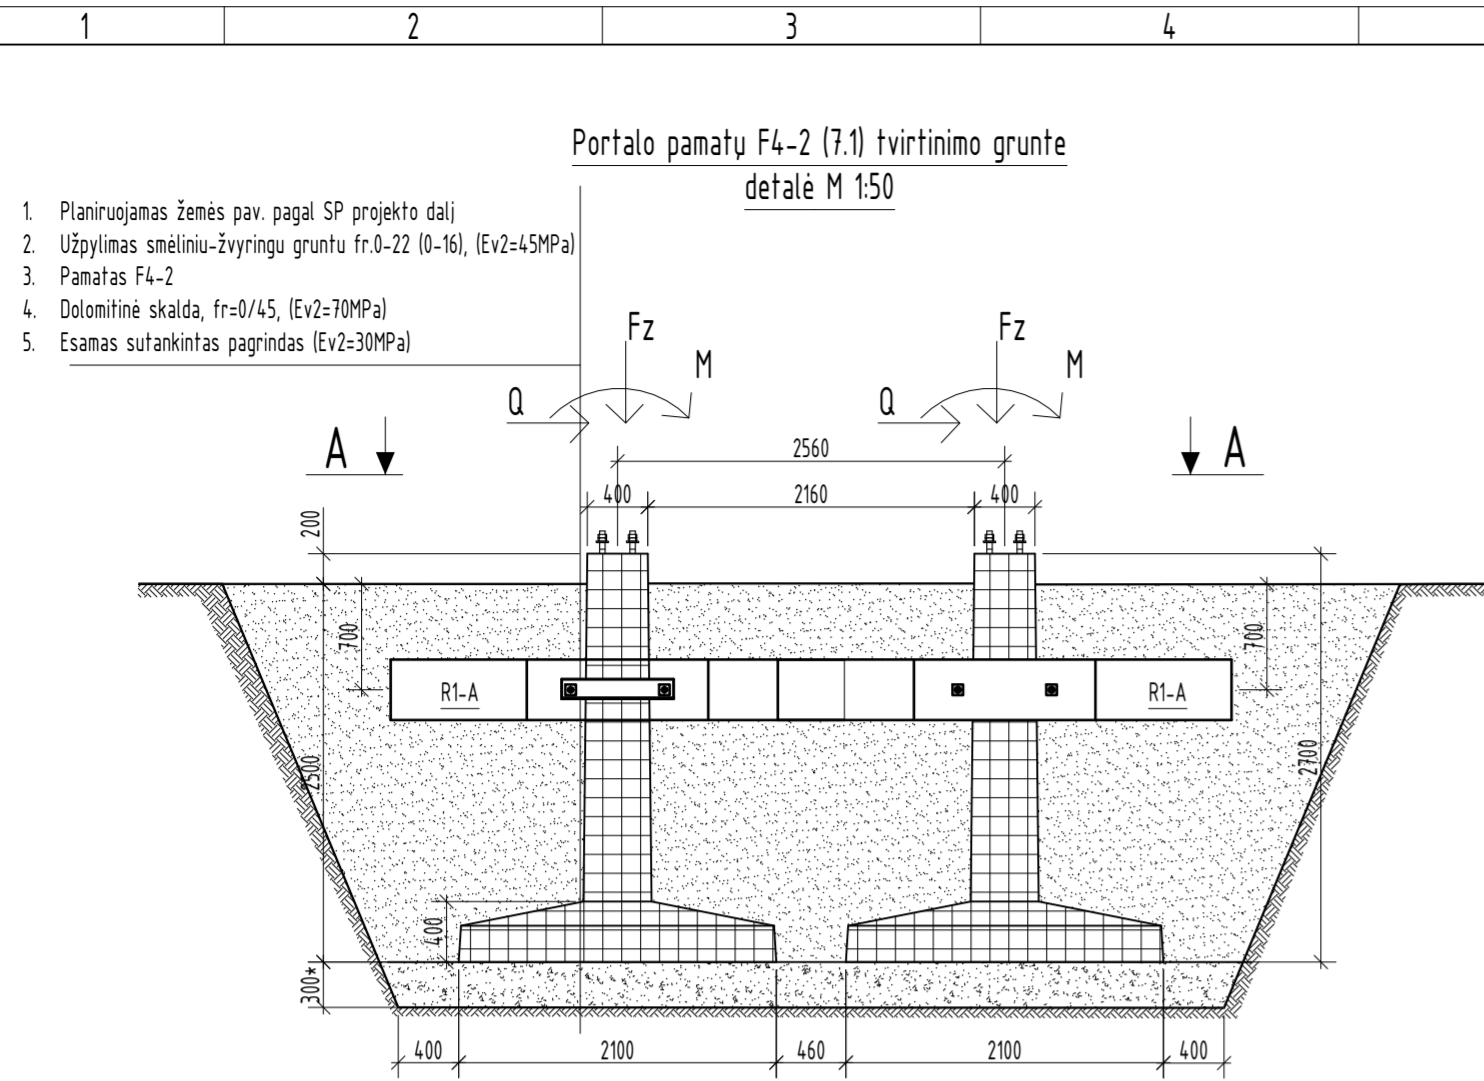 1 2 3 4
Portalo pamatų F4-2 (7.1) tvirtinimo grunte
detalė M 1:50
1. Planiruojamas žemės pav. pagal SP projekto dalį
2. Užpylimas smėliniu-žvyringu gruntu fr.0-22 (0-16), (Ev2=45MPa)
3. Pamatas F4-2
4. Dolomitinė skalda, fr=0/45, (Ev2=70MPa)
5. Esamas sutankintas pagrindas (Ev2=30MPa)
Fz Fz
M M
Q Q
A A
2560
400 2160 400
200
700 700
R1-A R1-A
2500 2700
400
300*
400 2100 460 2100 400